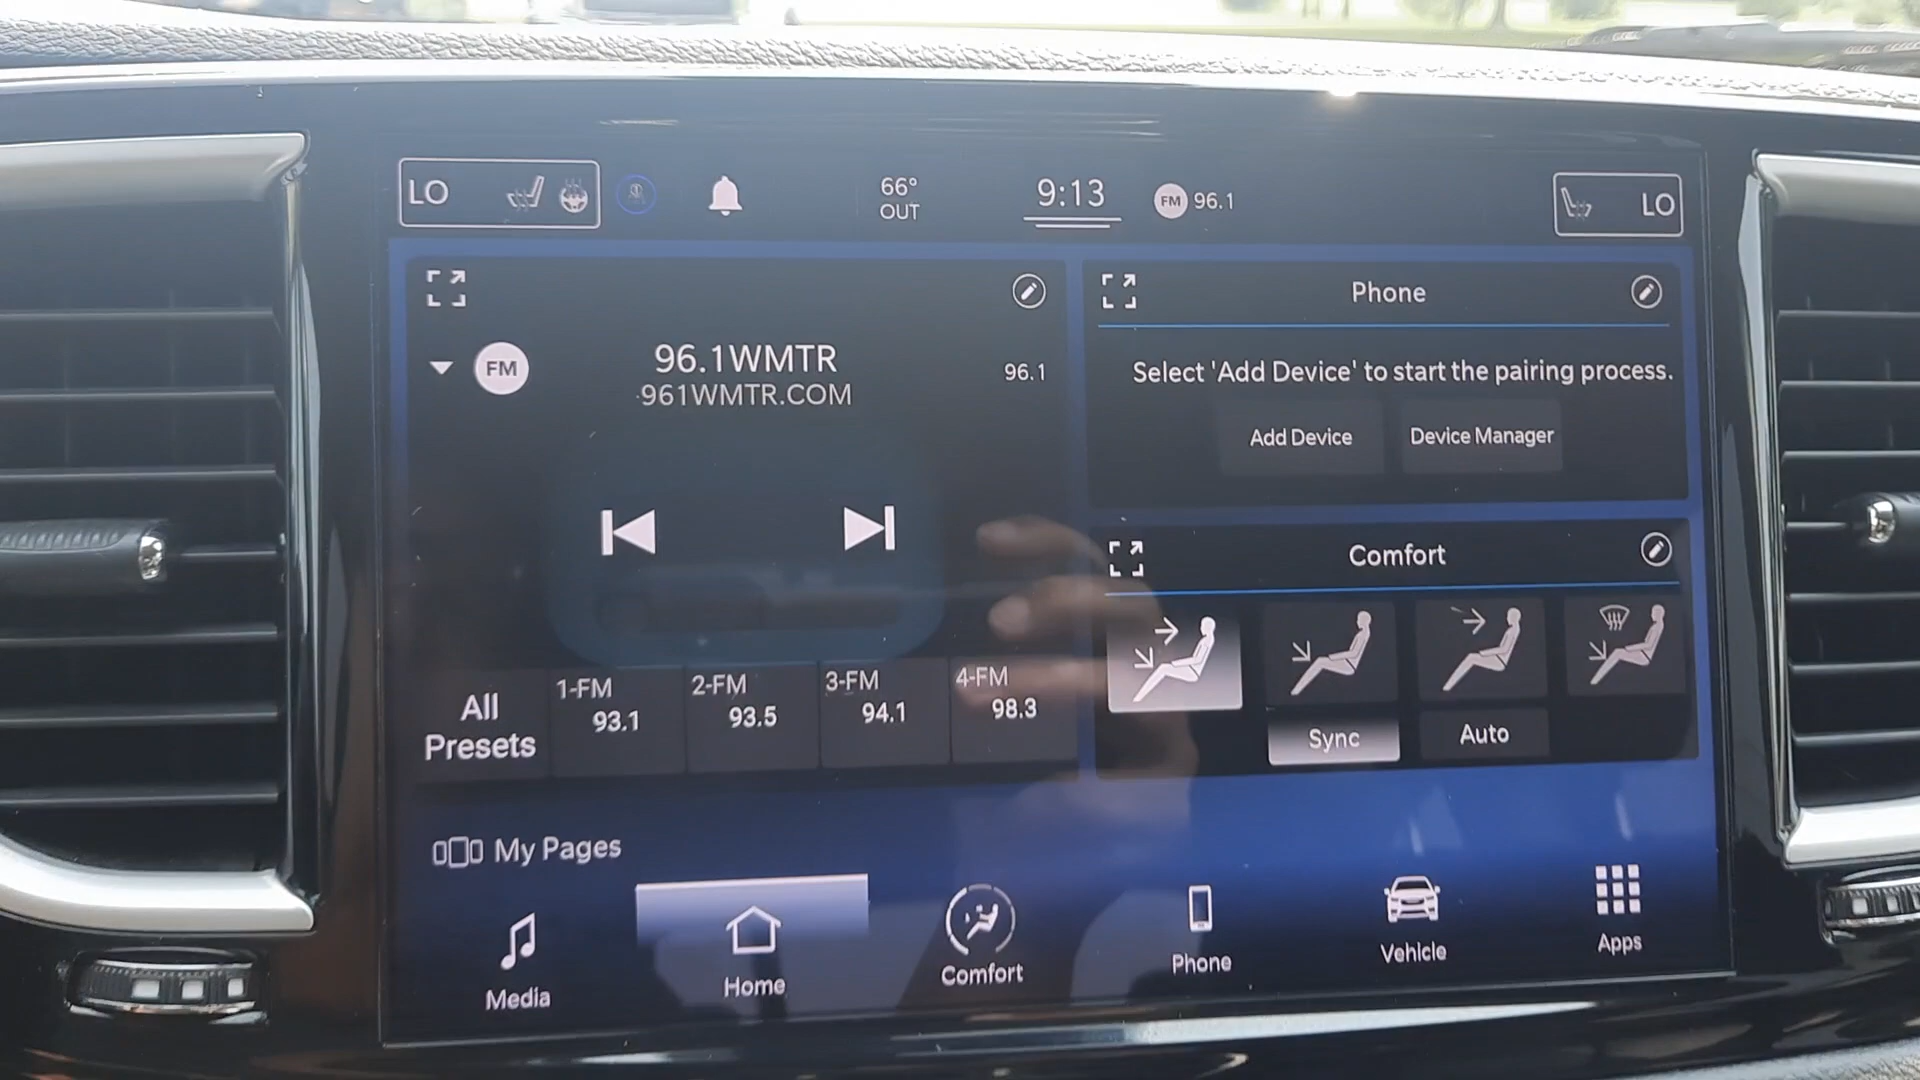 LO
66°
OUT
9:13
FM 96.1
LO
FM
96.1WMTR
961WMTR.COM
96.1
All
Presets
1-FM
93.1
2-FM
93.5
3-FM
94.1
4-FM
98.3
Phone
Select 'Add Device' to start the pairing process.
Add Device
Device Manager
Comfort
Sync
Auto
My Pages
Media
Home
Comfort
Phone
Vehicle
Apps